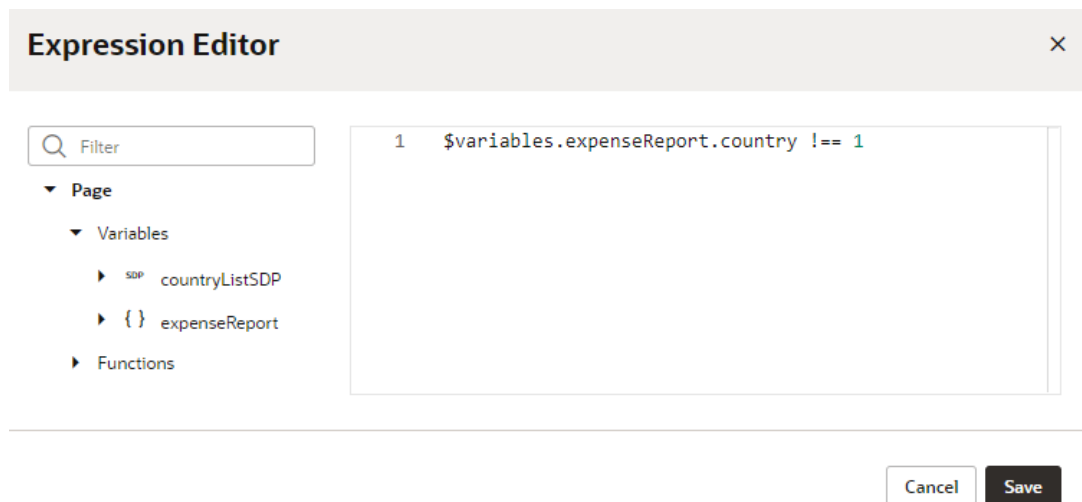 Expression Editor
Filter
1 $variables.expenseReport.country !== 1
Page
Variables
SDP countryListSDP
{ } expenseReport
Functions
Cancel Save